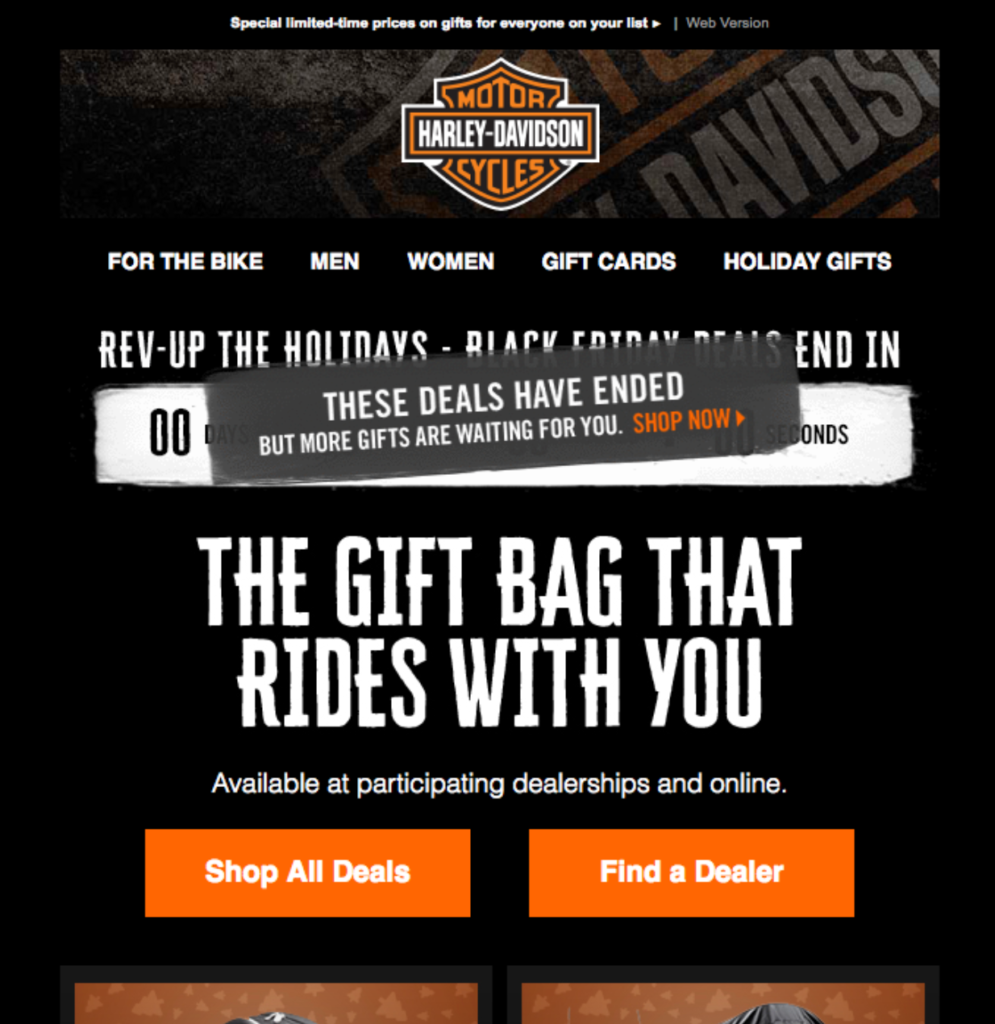 Special limited-time prices on gifts for everyone on your list ▸ | Web Version
MOTOR
HARLEY-DAVIDSON
CYCLES
DAVIDSO
FOR THE BIKE MEN WOMEN GIFT CARDS HOLIDAY GIFTS
REV-UP THE HOLIDAYS - BLACK FRIDAY DEALS END IN
THESE DEALS HAVE ENDED
BUT MORE GIFTS ARE WAITING FOR YOU. SHOP NOW ▸
00 DAYS 00 SECONDS
THE GIFT BAG THAT
RIDES WITH YOU
Available at participating dealerships and online.
Shop All Deals Find a Dealer